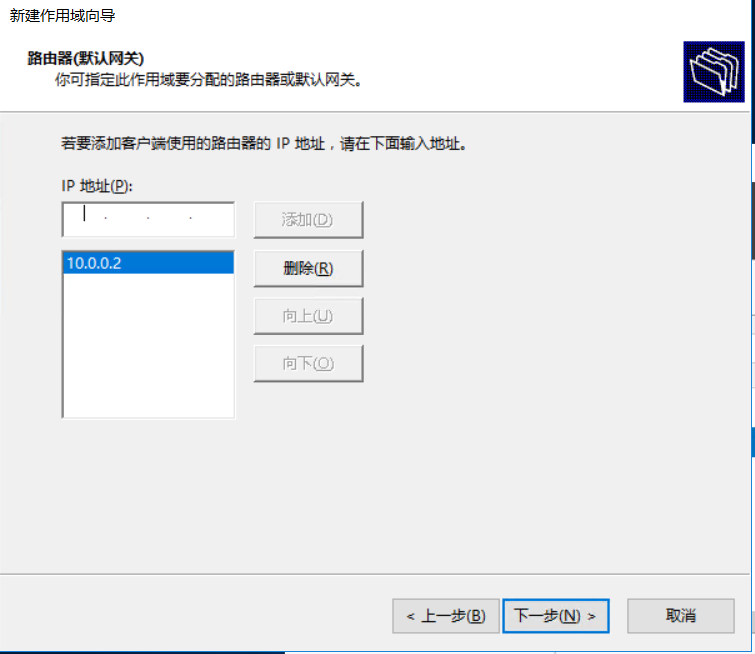 新建作用域向导
路由器(默认网关)
你可指定此作用域要分配的路由器或默认网关。
若要添加客户端使用的路由器的 IP 地址，请在下面输入地址。
IP 地址(P):
. . .
添加(D)
10.0.0.2
删除(R)
向上(U)
向下(O)
< 上一步(B)
下一步(N) >
取消